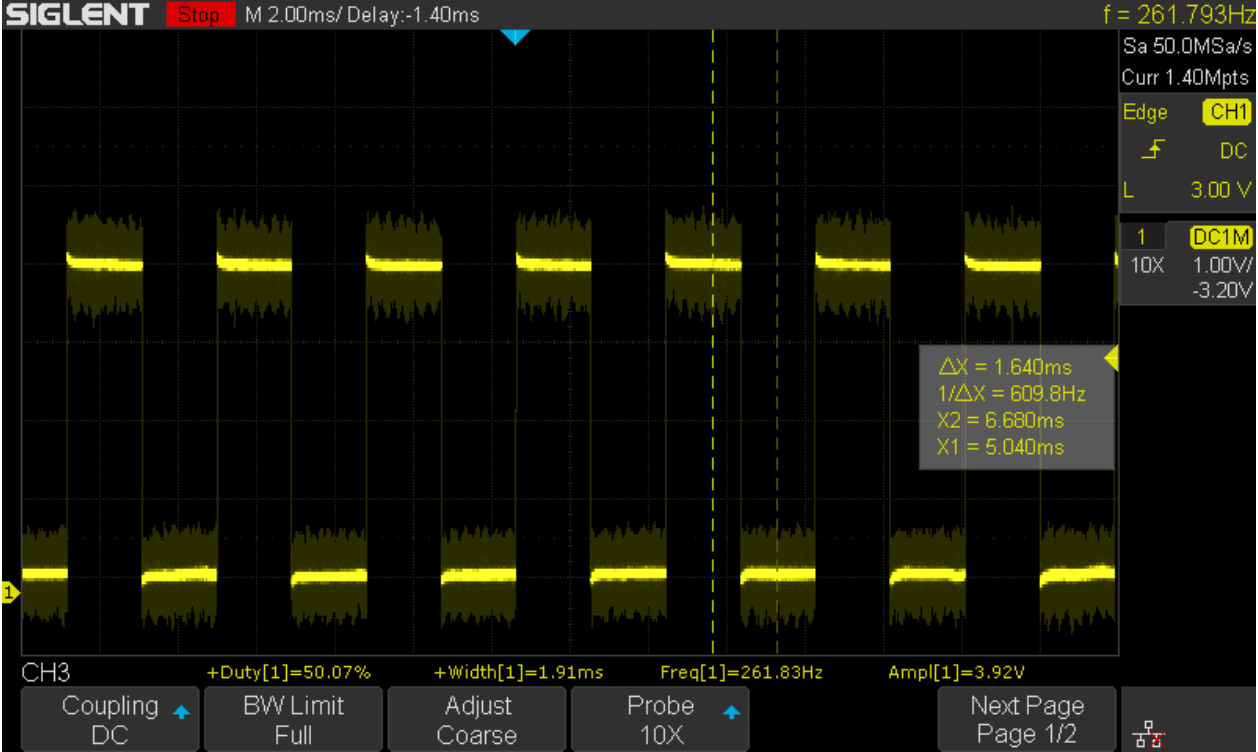 SIGLENT Stop M 2.00ms/ Delay:-1.40ms f = 261.793Hz
Sa 50.0MSa/s
Curr 1.40Mpts
Edge CH1
DC
L 3.00 V
1 DC1M
10X 1.00V/
-3.20V
ΔX = 1.640ms
1/ΔX = 609.8Hz
X2 = 6.680ms
X1 = 5.040ms
1
CH3 +Duty[1]=50.07% +Width[1]=1.91ms Freq[1]=261.83Hz Ampl[1]=3.92V
Coupling BW Limit Adjust Probe Next Page
DC Full Coarse 10X Page 1/2